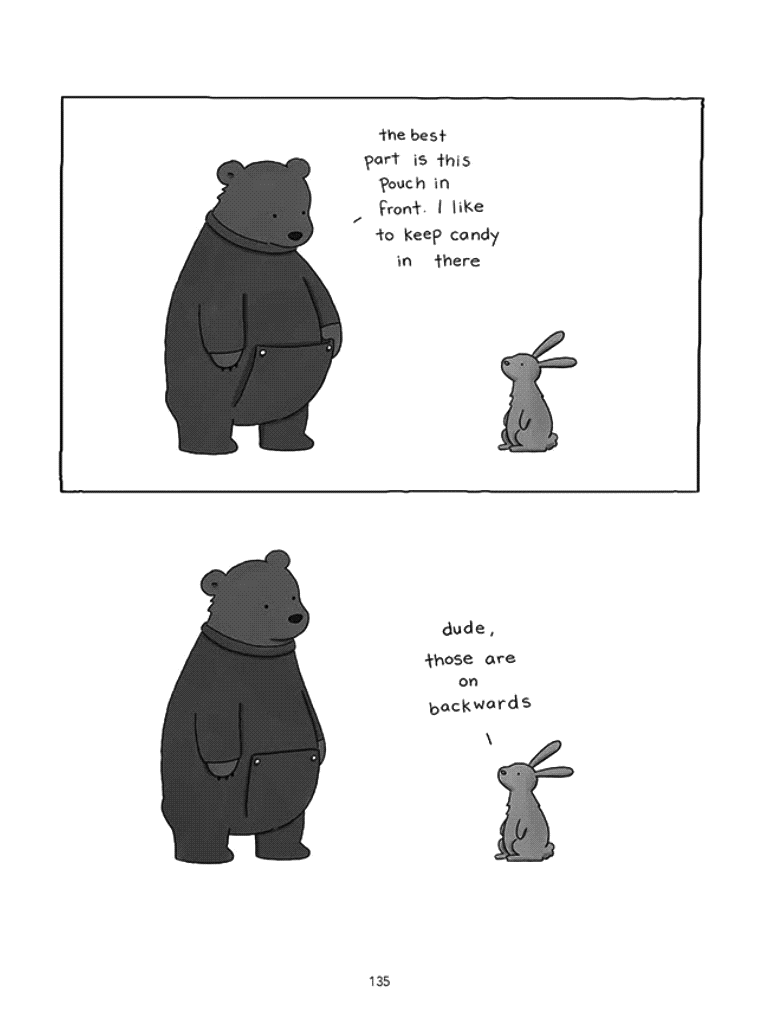 the best
part is this
pouch in
front. I like
to keep candy
in there
dude,
those are
on
backwards
135